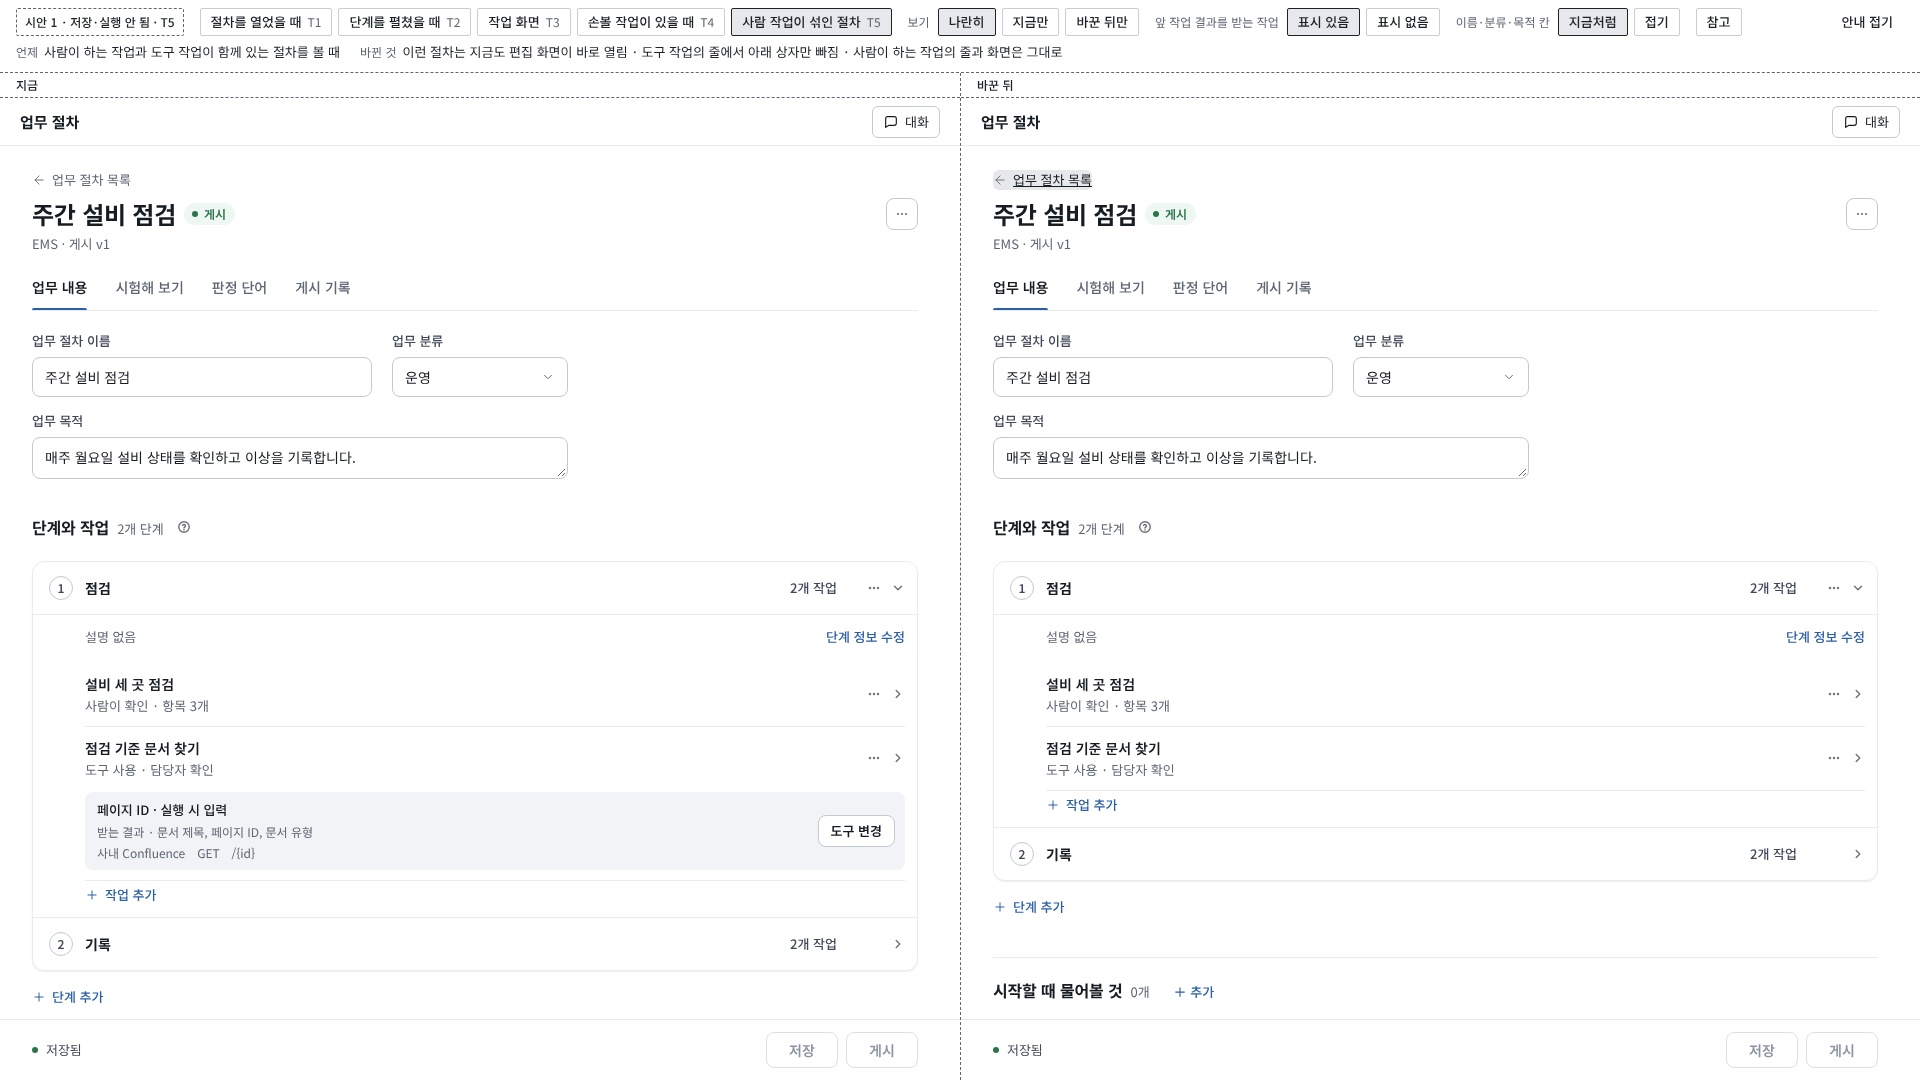 시안 1 · 저장·실행 안 됨 · T5 절차를 열었을 때 T1 단계를 펼쳤을 때 T2 작업 화면 T3 손볼 작업이 있을 때 T4 사람 작업이 섞인 절차 T5 보기 나란히 지금만 바꾼 뒤만 앞 작업 결과를 받는 작업 표시 있음 표시 없음 이름·분류·목적 칸 지금처럼 접기 참고 안내 접기
언제 사람이 하는 작업과 도구 작업이 함께 있는 절차를 볼 때 바뀐 것 이런 절차는 지금도 편집 화면이 바로 열림 · 도구 작업의 줄에서 아래 상자만 빠짐 · 사람이 하는 작업의 줄과 화면은 그대로
지금
업무 절차
대화
← 업무 절차 목록
주간 설비 점검 게시
EMS · 게시 v1
업무 내용 시험해 보기 판정 단어 게시 기록
업무 절차 이름 업무 분류
주간 설비 점검 운영
업무 목적
매주 월요일 설비 상태를 확인하고 이상을 기록합니다.
단계와 작업 2개 단계
1 점검 2개 작업
설명 없음 단계 정보 수정
설비 세 곳 점검
사람이 확인 · 항목 3개
점검 기준 문서 찾기
도구 사용 · 담당자 확인
페이지 ID · 실행 시 입력
받는 결과 · 문서 제목, 페이지 ID, 문서 유형
사내 Confluence GET /{id}
도구 변경
+ 작업 추가
2 기록 2개 작업
+ 단계 추가
저장됨 저장 게시
바꾼 뒤
업무 절차
대화
← 업무 절차 목록
주간 설비 점검 게시
EMS · 게시 v1
업무 내용 시험해 보기 판정 단어 게시 기록
업무 절차 이름 업무 분류
주간 설비 점검 운영
업무 목적
매주 월요일 설비 상태를 확인하고 이상을 기록합니다.
단계와 작업 2개 단계
1 점검 2개 작업
설명 없음 단계 정보 수정
설비 세 곳 점검
사람이 확인 · 항목 3개
점검 기준 문서 찾기
도구 사용 · 담당자 확인
+ 작업 추가
2 기록 2개 작업
+ 단계 추가
시작할 때 물어볼 것 0개 + 추가
저장됨 저장 게시